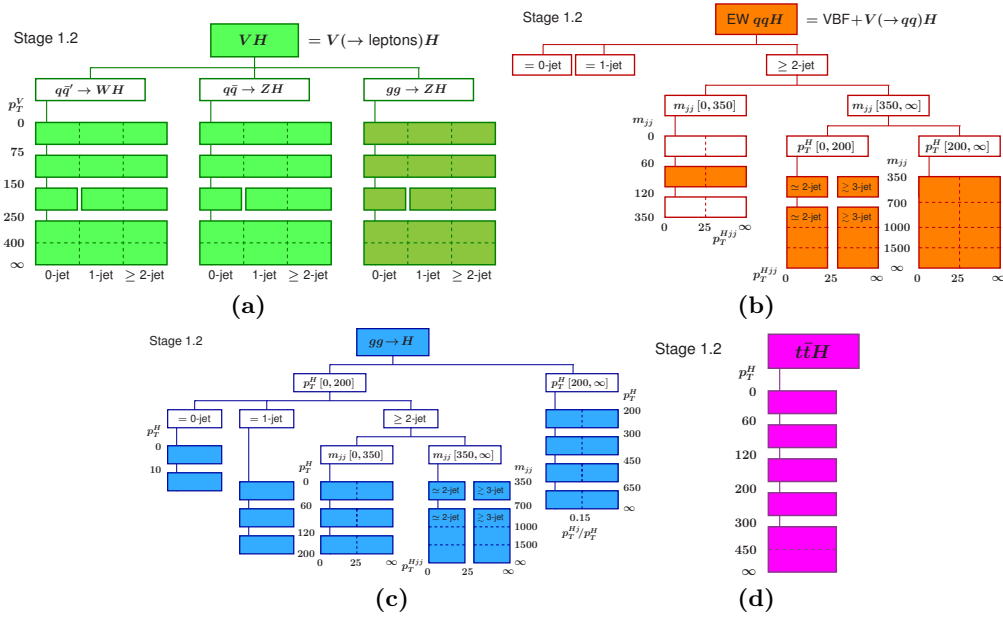 Stage 1.2
VH = V(→ leptons)H
qq̄′ → WH
qq̄ → ZH
gg → ZH
p_T^V
0
75
150
250
400
∞
0-jet 1-jet ≥ 2-jet
0-jet 1-jet ≥ 2-jet
0-jet 1-jet ≥ 2-jet
(a)
Stage 1.2
EW qqH = VBF + V(→ qq)H
= 0-jet
= 1-jet
≥ 2-jet
m_jj [0, 350]
m_jj [350, ∞]
m_jj
0
60
120
350
0 25 ∞
p_T^Hjj
p_T^H [0, 200]
p_T^H [200, ∞]
m_jj
350
700
1000
1500
∞
≃ 2-jet
≳ 3-jet
≃ 2-jet
≳ 3-jet
p_T^Hjj
0 25 ∞
0 25 ∞
(b)
Stage 1.2
gg → H
p_T^H [0, 200]
p_T^H [200, ∞]
= 0-jet
= 1-jet
≥ 2-jet
p_T^H
0
10
m_jj [0, 350]
m_jj [350, ∞]
p_T^H
0
60
120
200
0 25 ∞
p_T^Hjj
m_jj
350
700
1000
1500
∞
≃ 2-jet
≳ 3-jet
≃ 2-jet
≳ 3-jet
0 25 ∞
p_T^H
200
300
450
650
∞
0.15
p_T^Hj/p_T^H
(c)
Stage 1.2
tt̄H
p_T^H
0
60
120
200
300
450
∞
(d)